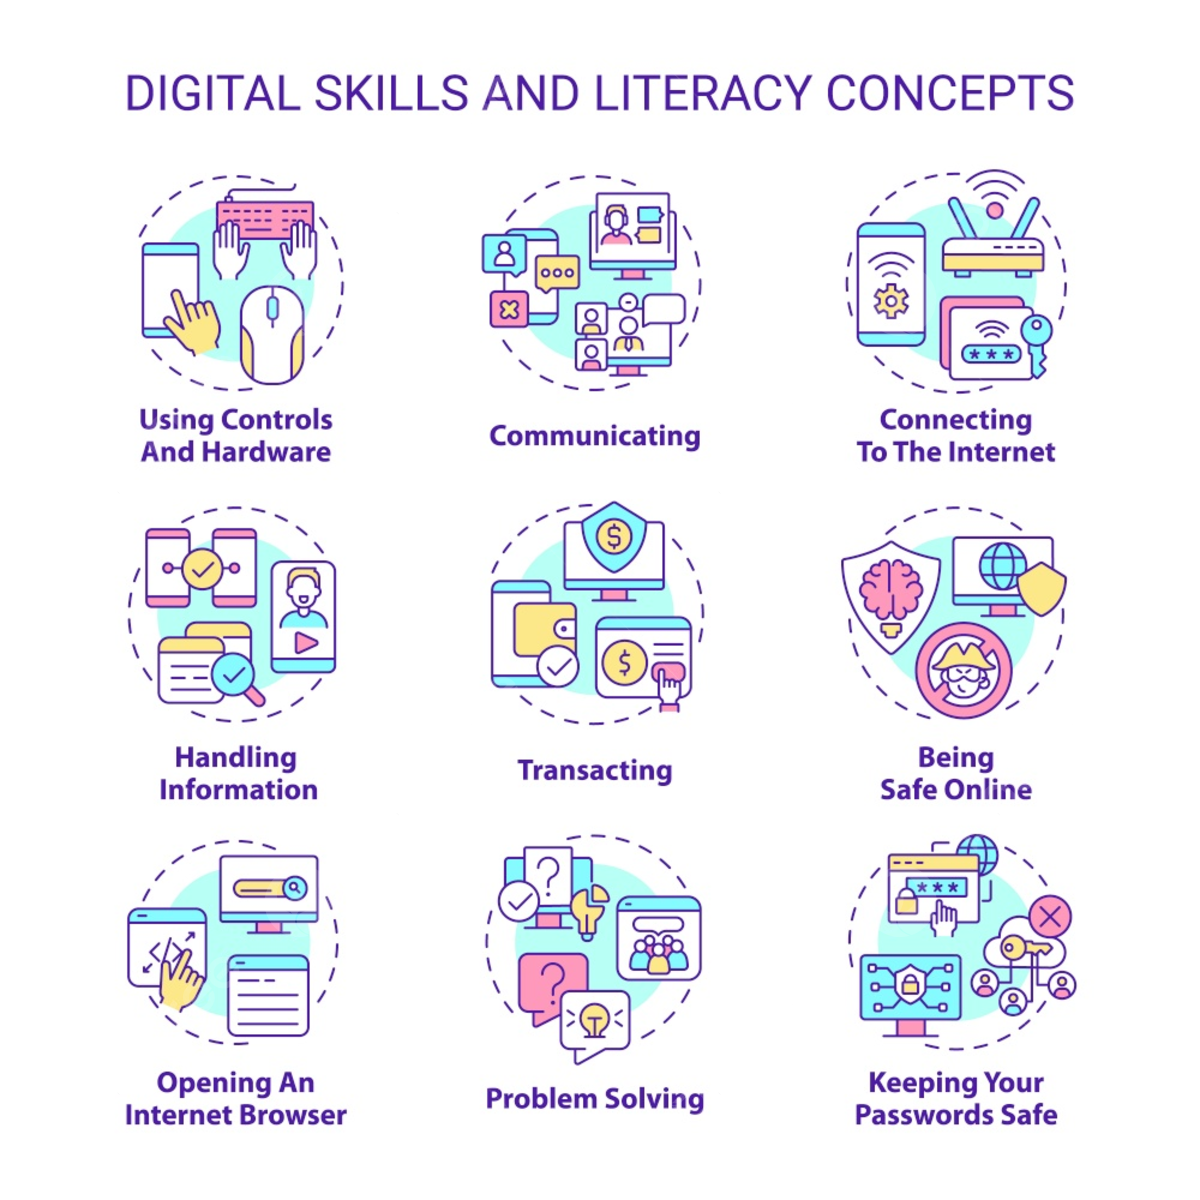 DIGITAL SKILLS AND LITERACY CONCEPTS
Using Controls
And Hardware
Communicating
Connecting
To The Internet
* * *
Handling
Information
Transacting
$
$
Being
Safe Online
Opening An
Internet Browser
</>
Problem Solving
?
?
Keeping Your
Passwords Safe
* * *